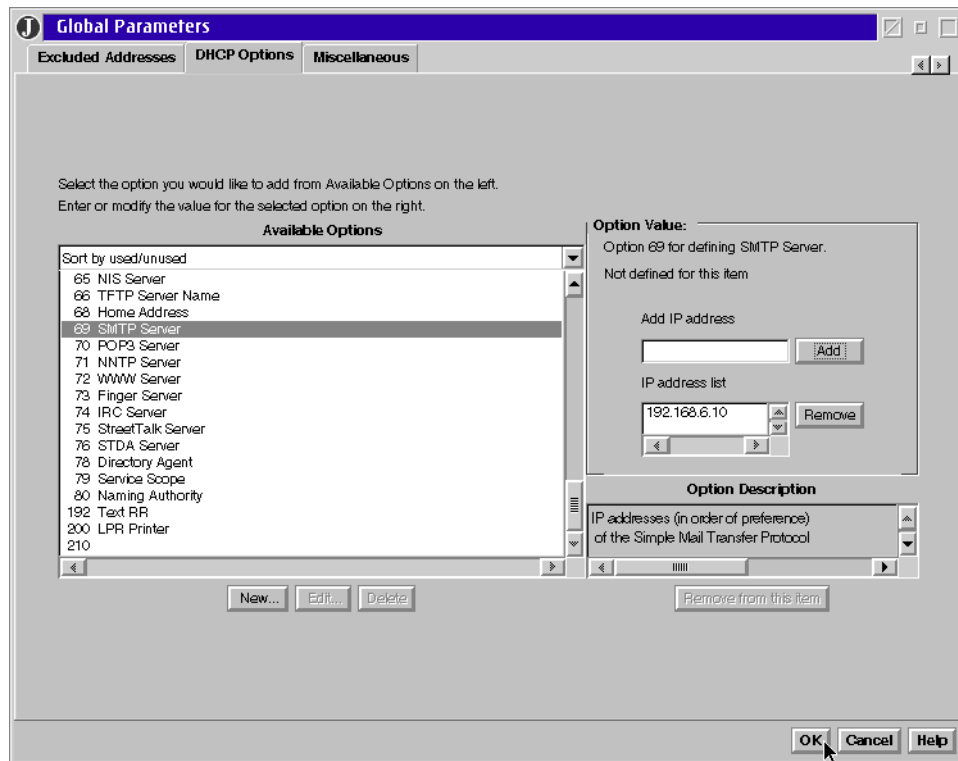 J Global Parameters
Excluded Addresses DHCP Options Miscellaneous
Select the option you would like to add from Available Options on the left.
Enter or modify the value for the selected option on the right.
Available Options
Sort by used/unused
65 NIS Server
66 TFTP Server Name
68 Home Address
69 SMTP Server
70 POP3 Server
71 NNTP Server
72 WWW Server
73 Finger Server
74 IRC Server
75 StreetTalk Server
76 STDA Server
78 Directory Agent
79 Service Scope
80 Naming Authority
192 Text RR
200 LPR Printer
210
New... Edit... Delete
Option Value:
Option 69 for defining SMTP Server.
Not defined for this item
Add IP address
Add
IP address list
192.168.6.10
Remove
Option Description
IP addresses (in order of preference)
of the Simple Mail Transfer Protocol
Remove from this item
OK Cancel Help